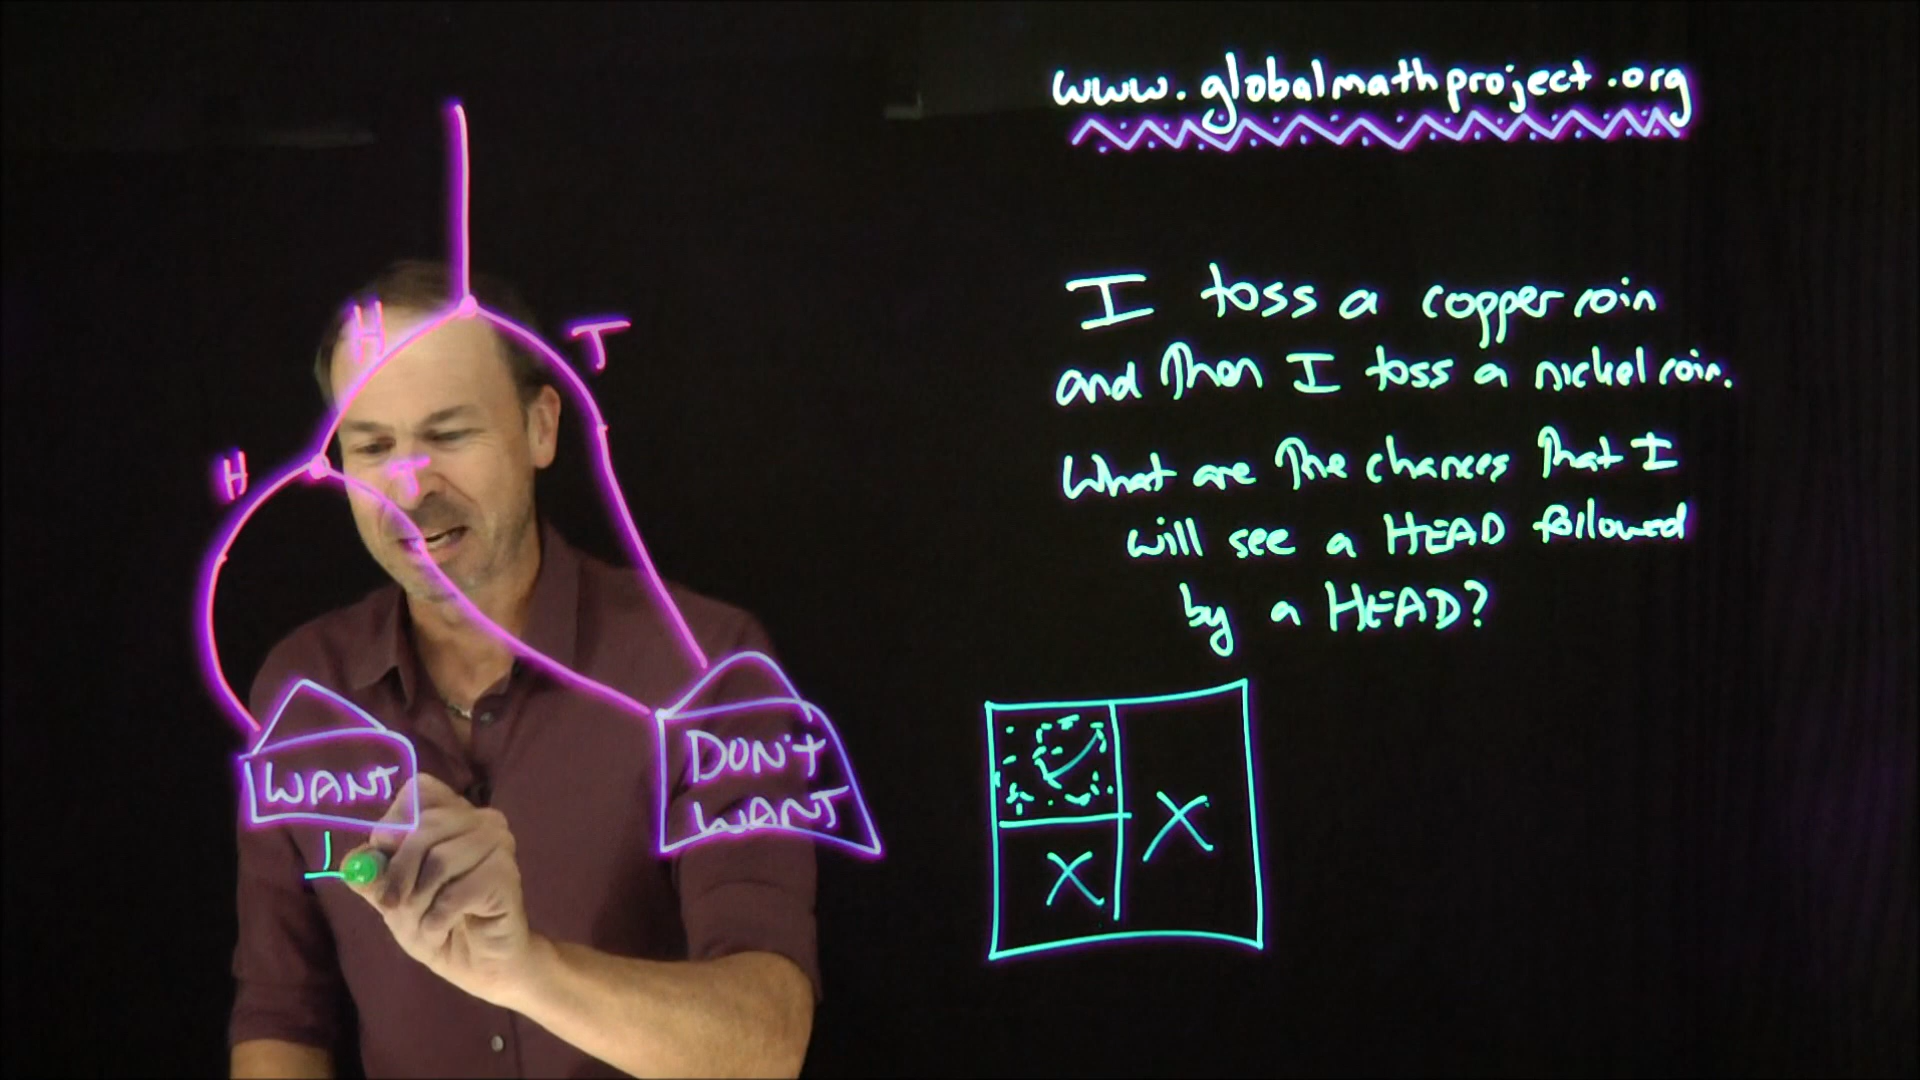 www.globalmathproject.org
I toss a copper coin
and then I toss a nickel coin.
What are the chances that I
will see a HEAD followed
by a HEAD?
H
T
H
T
WANT
DON'T
WANT
1
X
X